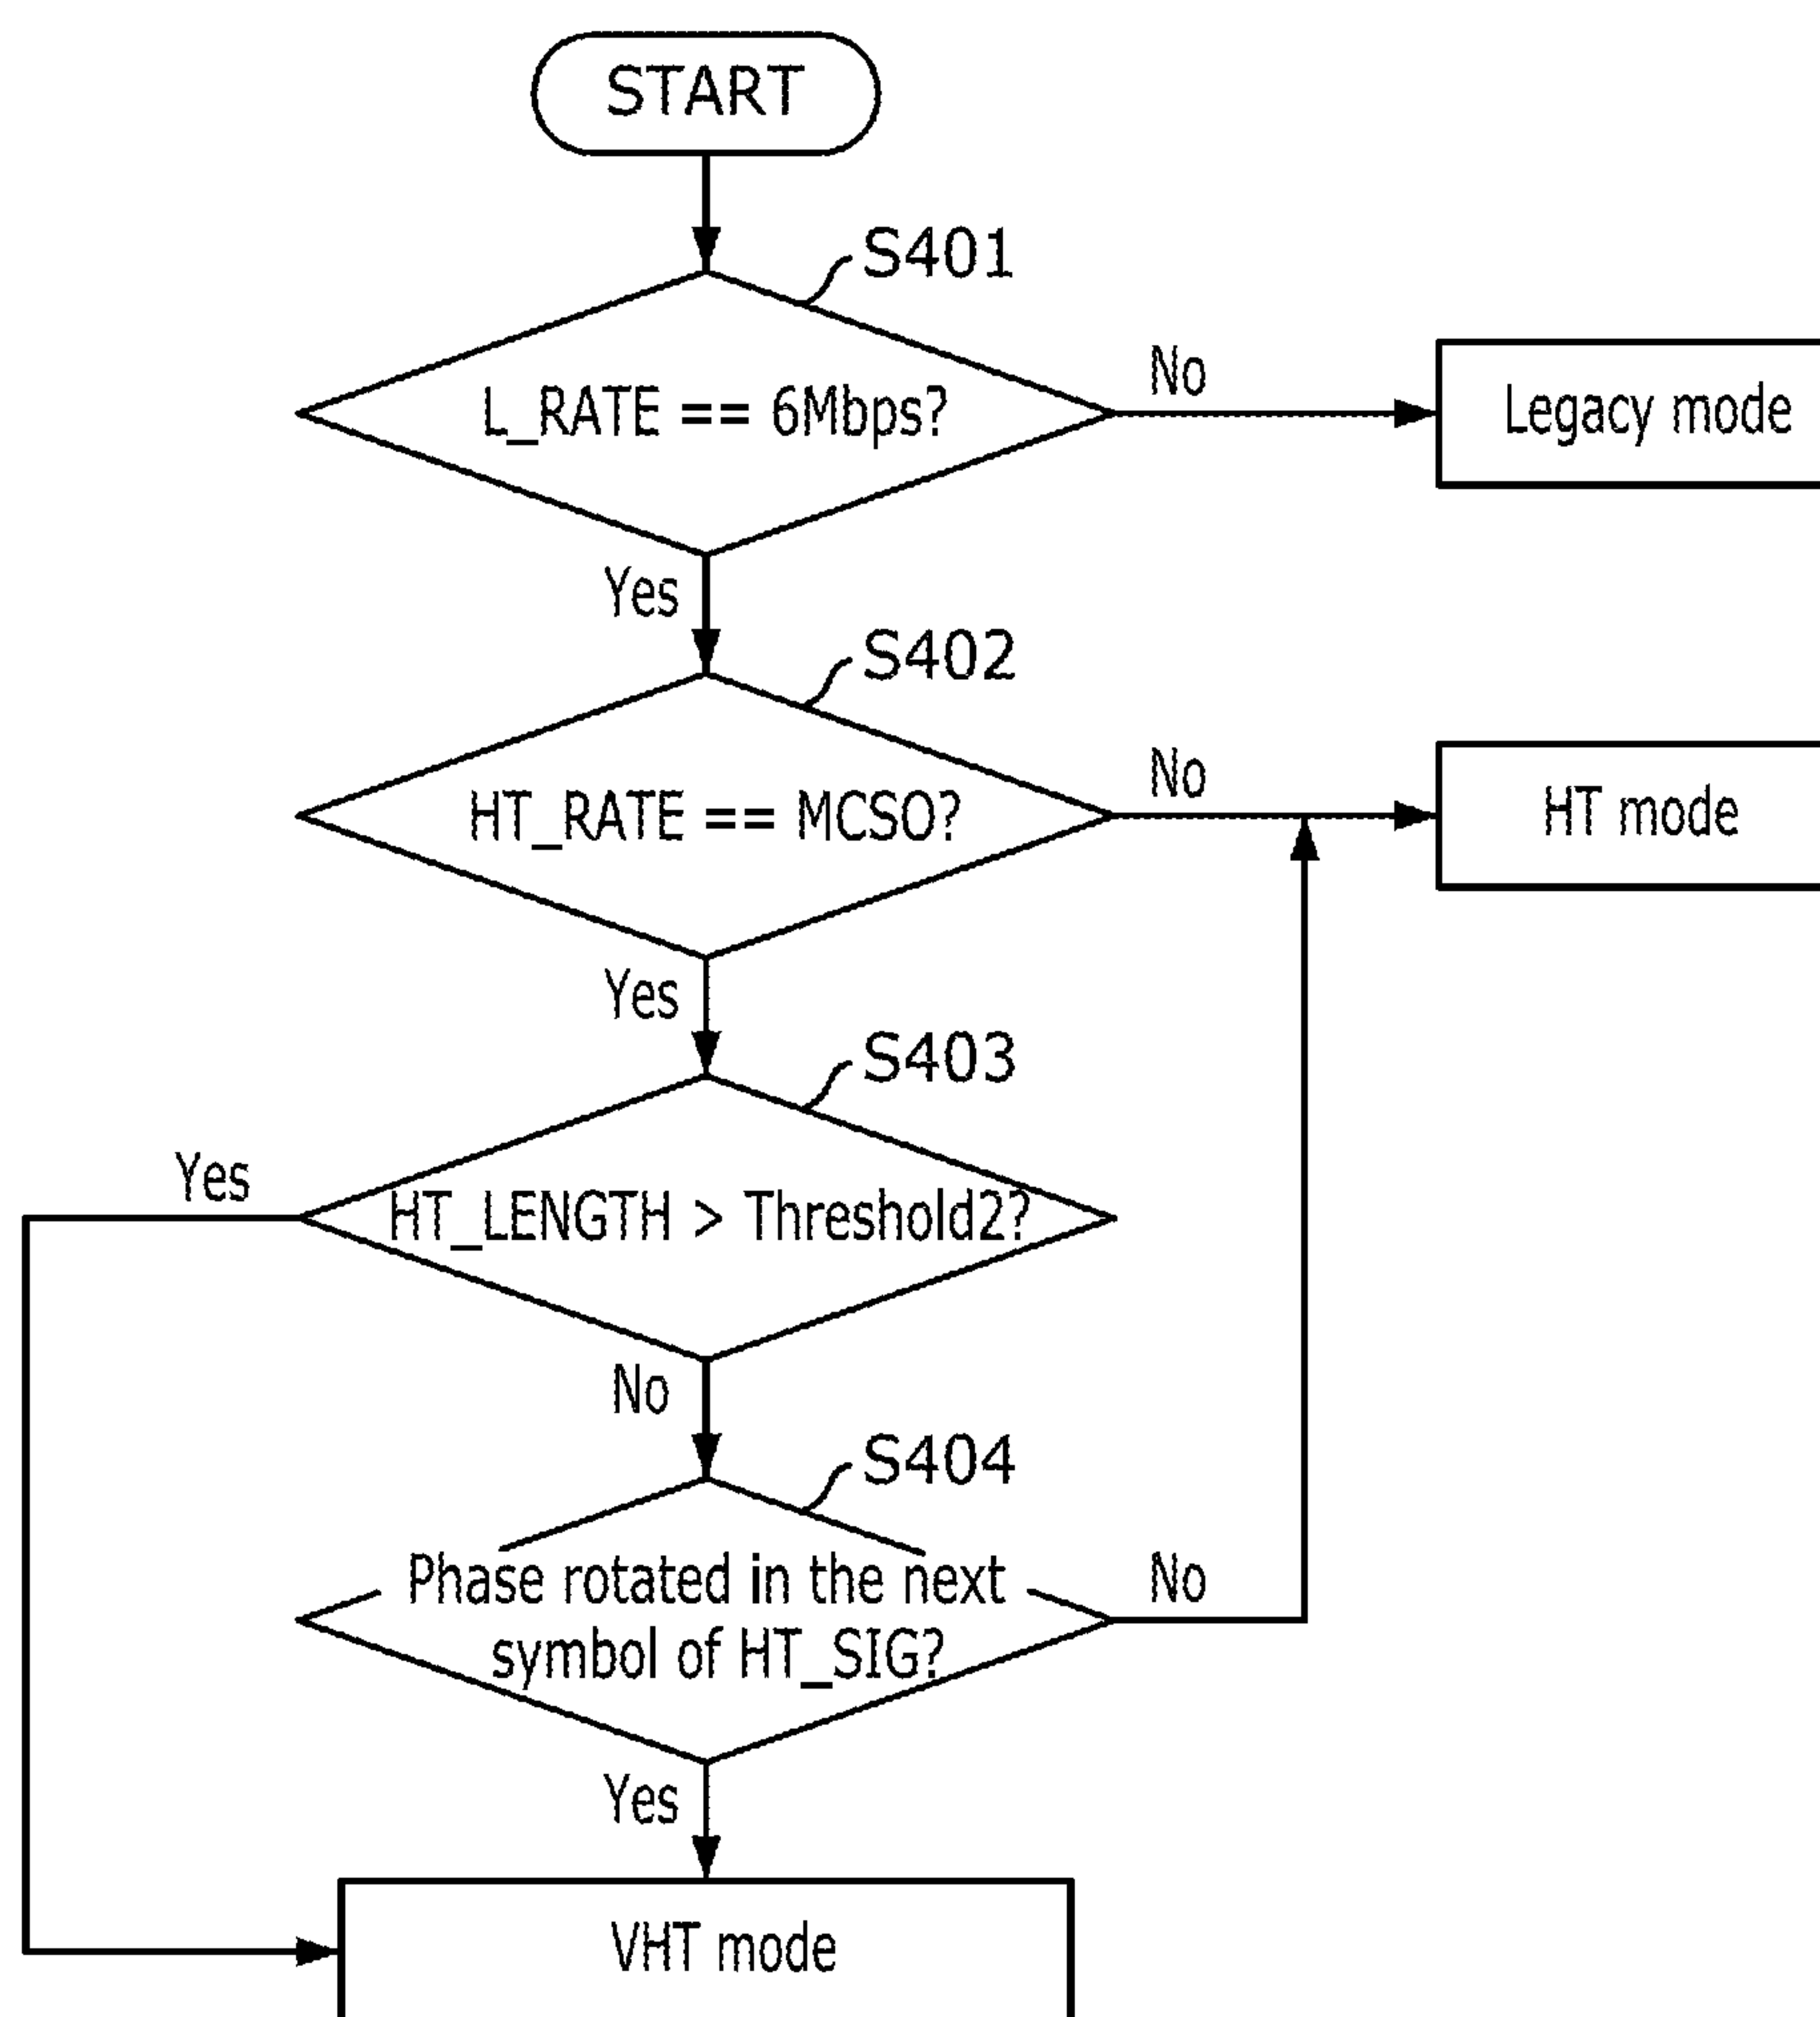 START
S401
L_RATE == 6Mbps?
No
Legacy mode
Yes
S402
HT_RATE == MCSO?
No
HT mode
Yes
S403
Yes
HT_LENGTH > Threshold2?
No
S404
Phase rotated in the next
symbol of HT_SIG?
No
Yes
VHT mode